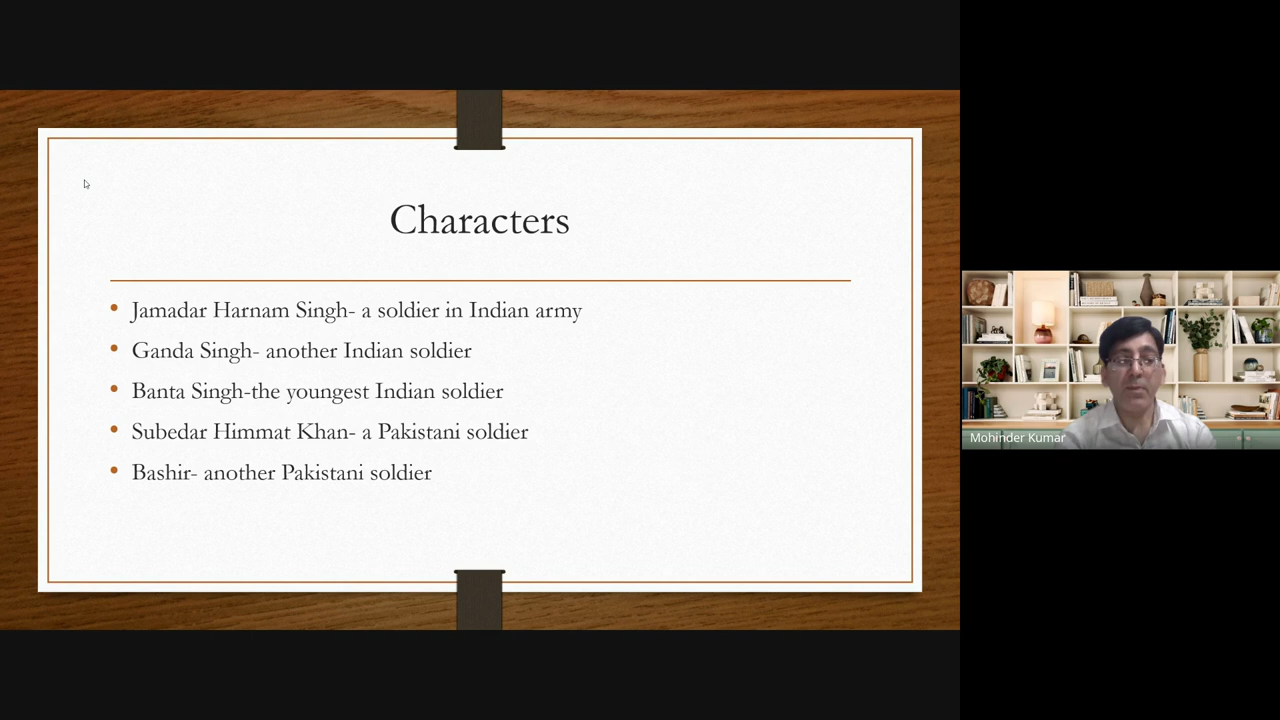 Characters
Jamadar Harnam Singh- a soldier in Indian army
Ganda Singh- another Indian soldier
Banta Singh-the youngest Indian soldier
Subedar Himmat Khan- a Pakistani soldier
Bashir- another Pakistani soldier
Mohinder Kumar